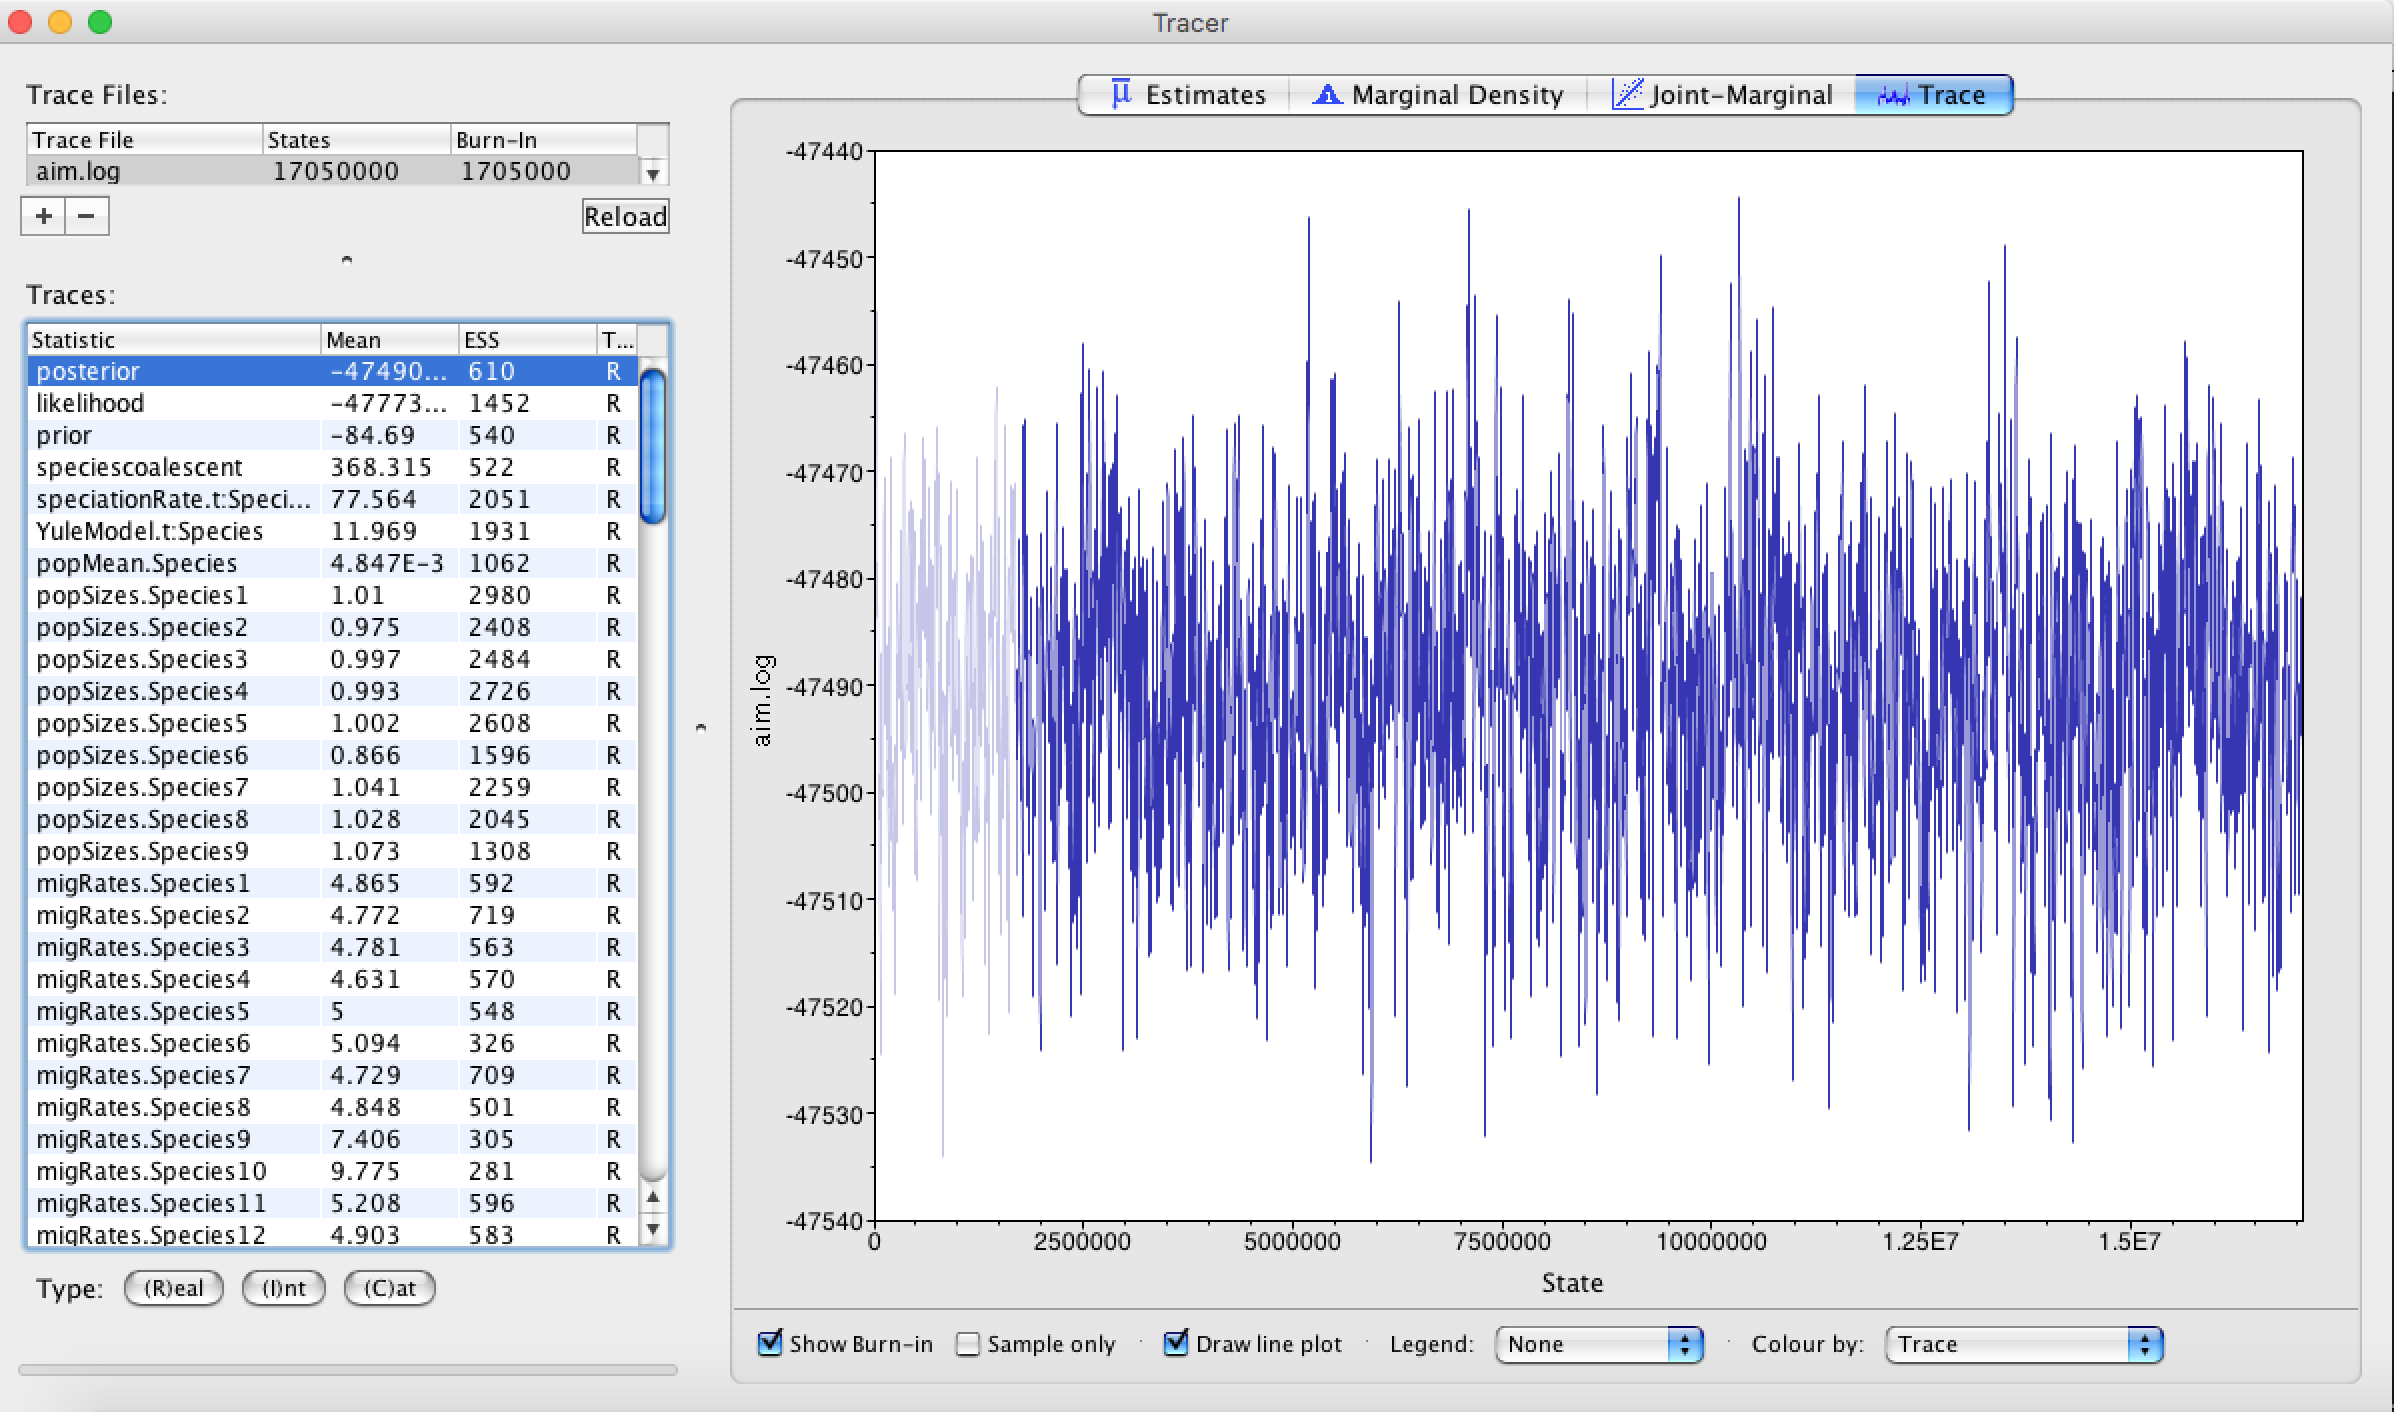 Tracer
Trace Files:
Trace File States Burn-In
aim.log 17050000 1705000
+ − Reload
Traces:
Statistic Mean ESS T...
posterior -47490... 610 R
likelihood -47773... 1452 R
prior -84.69 540 R
speciescoalescent 368.315 522 R
speciationRate.t:Speci... 77.564 2051 R
YuleModel.t:Species 11.969 1931 R
popMean.Species 4.847E-3 1062 R
popSizes.Species1 1.01 2980 R
popSizes.Species2 0.975 2408 R
popSizes.Species3 0.997 2484 R
popSizes.Species4 0.993 2726 R
popSizes.Species5 1.002 2608 R
popSizes.Species6 0.866 1596 R
popSizes.Species7 1.041 2259 R
popSizes.Species8 1.028 2045 R
popSizes.Species9 1.073 1308 R
migRates.Species1 4.865 592 R
migRates.Species2 4.772 719 R
migRates.Species3 4.781 563 R
migRates.Species4 4.631 570 R
migRates.Species5 5 548 R
migRates.Species6 5.094 326 R
migRates.Species7 4.729 709 R
migRates.Species8 4.848 501 R
migRates.Species9 7.406 305 R
migRates.Species10 9.775 281 R
migRates.Species11 5.208 596 R
migRates.Species12 4.903 583 R
Type: (R)eal (I)nt (C)at
μ Estimates Marginal Density Joint-Marginal Trace
-47440
-47450
-47460
-47470
-47480
-47490
-47500
-47510
-47520
-47530
-47540
aim.log
0 2500000 5000000 7500000 10000000 1.25E7 1.5E7
State
Show Burn-in Sample only Draw line plot Legend: None Colour by: Trace